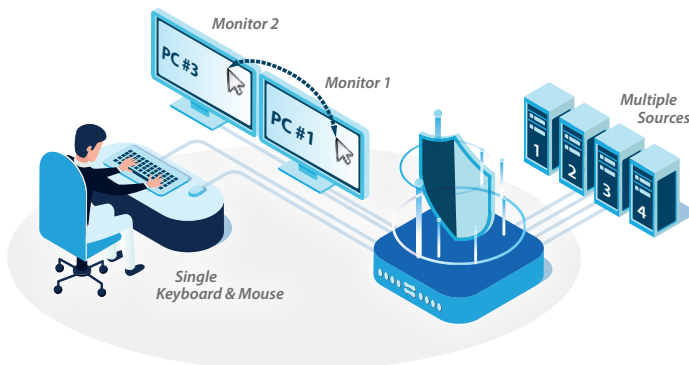 Monitor 2
PC #3
Monitor 1
PC #1
Multiple
Sources
1
2
3
4
Single
Keyboard & Mouse